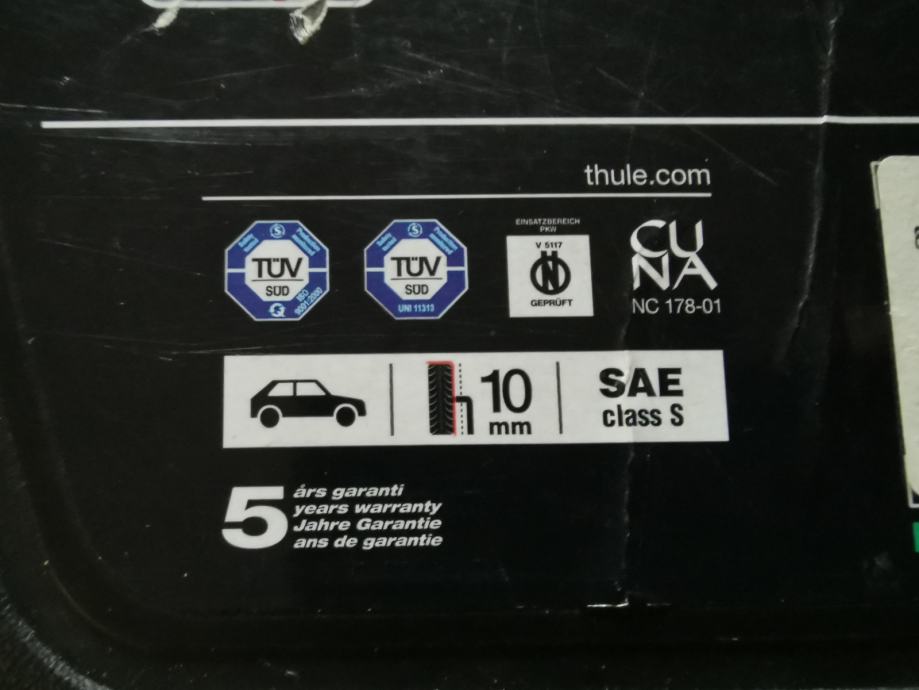 thule.com
TÜV
SÜD
ISO
9001:2000
TÜV
SÜD
UNI 11313
EINSATZBEREICH
PKW
V 5117
GEPRÜFT
CU
NA
NC 178-01
10
mm
SAE
class S
5
års garanti
years warranty
Jahre Garantie
ans de garantie